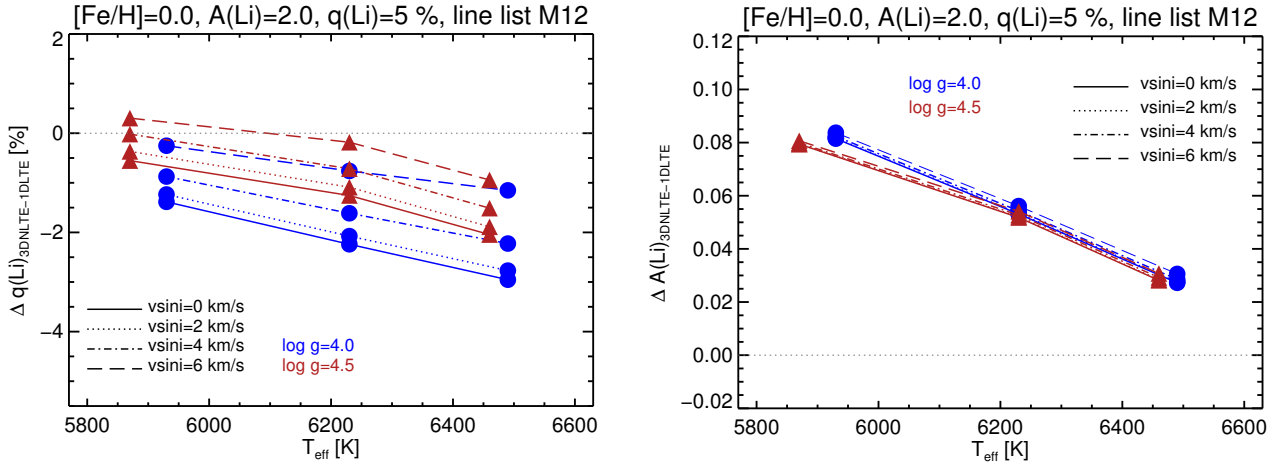 [Fe/H]=0.0, A(Li)=2.0, q(Li)=5 %, line list M12
2
0
−2
−4
Δ q(Li)3DNLTE−1DLTE [%]
vsini=0 km/s
vsini=2 km/s
vsini=4 km/s
vsini=6 km/s
log g=4.0
log g=4.5
5800 6000 6200 6400 6600
Teff [K]
[Fe/H]=0.0, A(Li)=2.0, q(Li)=5 %, line list M12
0.12
0.10
0.08
0.06
0.04
0.02
0.00
−0.02
Δ A(Li)3DNLTE−1DLTE
log g=4.0
log g=4.5
vsini=0 km/s
vsini=2 km/s
vsini=4 km/s
vsini=6 km/s
5800 6000 6200 6400 6600
Teff [K]